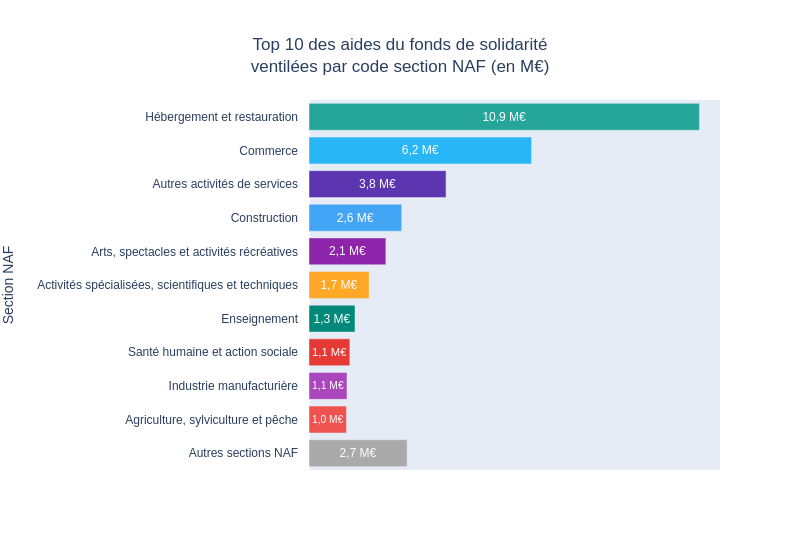 Top 10 des aides du fonds de solidarité
ventilées par code section NAF (en M€)
Section NAF
Hébergement et restauration 10,9 M€
Commerce 6,2 M€
Autres activités de services 3,8 M€
Construction 2,6 M€
Arts, spectacles et activités récréatives 2,1 M€
Activités spécialisées, scientifiques et techniques 1,7 M€
Enseignement 1,3 M€
Santé humaine et action sociale 1,1 M€
Industrie manufacturière 1,1 M€
Agriculture, sylviculture et pêche 1,0 M€
Autres sections NAF 2,7 M€